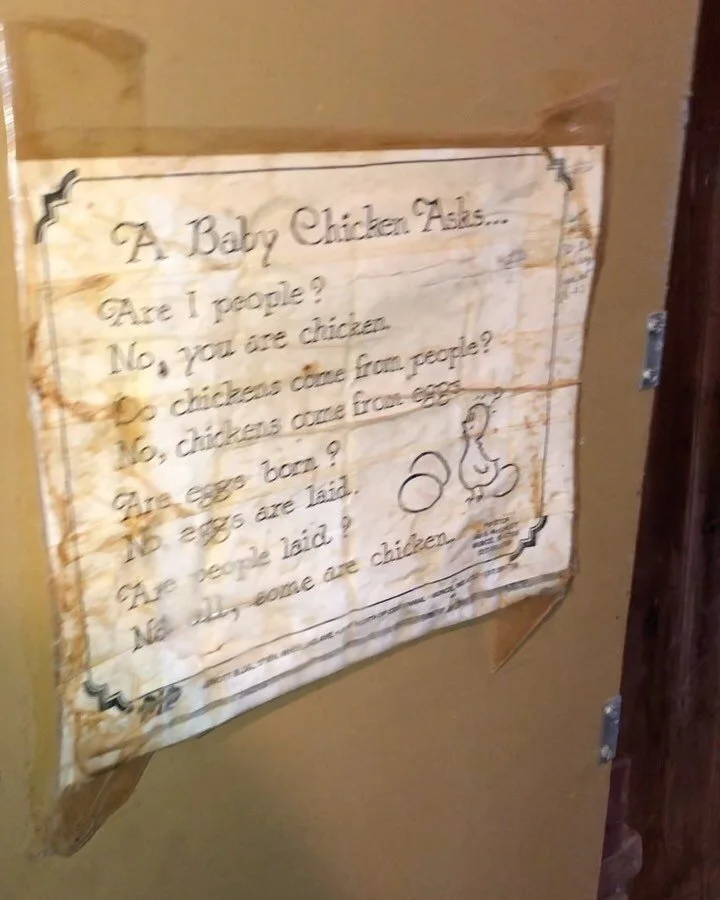 A Baby Chicken Asks...
Are I people?
No, you are chicken.
Do chickens come from people?
No, chickens come from eggs
Are eggs born?
No, eggs are laid.
Are people laid?
Not all, some are chicken.